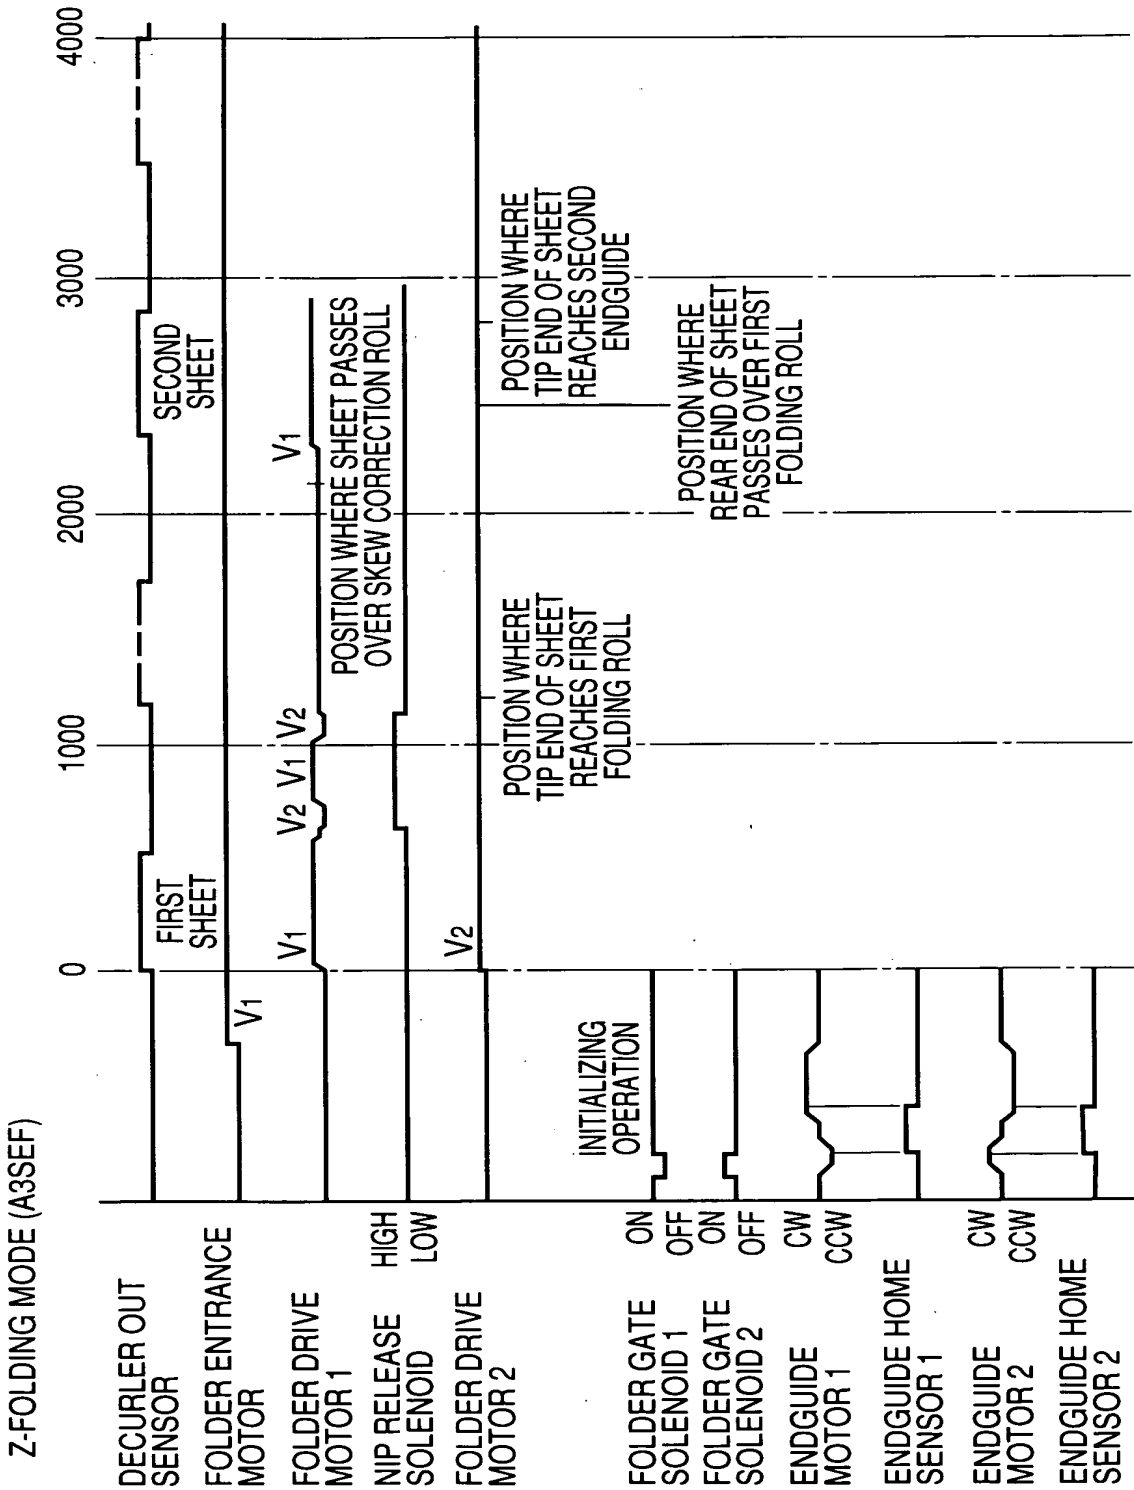 Z-FOLDING MODE (A3SEF)
0
1000
2000
3000
4000
DECURLER OUT
SENSOR
FIRST
SHEET
SECOND
SHEET
FOLDER ENTRANCE
MOTOR
V1
FOLDER DRIVE
MOTOR 1
V1
V2
V1
V2
V1
POSITION WHERE SHEET PASSES
OVER SKEW CORRECTION ROLL
NIP RELEASE
SOLENOID
HIGH
LOW
FOLDER DRIVE
MOTOR 2
V2
POSITION WHERE
TIP END OF SHEET
REACHES FIRST
FOLDING ROLL
POSITION WHERE
TIP END OF SHEET
REACHES SECOND
ENDGUIDE
POSITION WHERE
REAR END OF SHEET
PASSES OVER FIRST
FOLDING ROLL
INITIALIZING
OPERATION
FOLDER GATE
SOLENOID 1
ON
OFF
FOLDER GATE
SOLENOID 2
ON
OFF
ENDGUIDE
MOTOR 1
CW
CCW
ENDGUIDE HOME
SENSOR 1
ENDGUIDE
MOTOR 2
CW
CCW
ENDGUIDE HOME
SENSOR 2